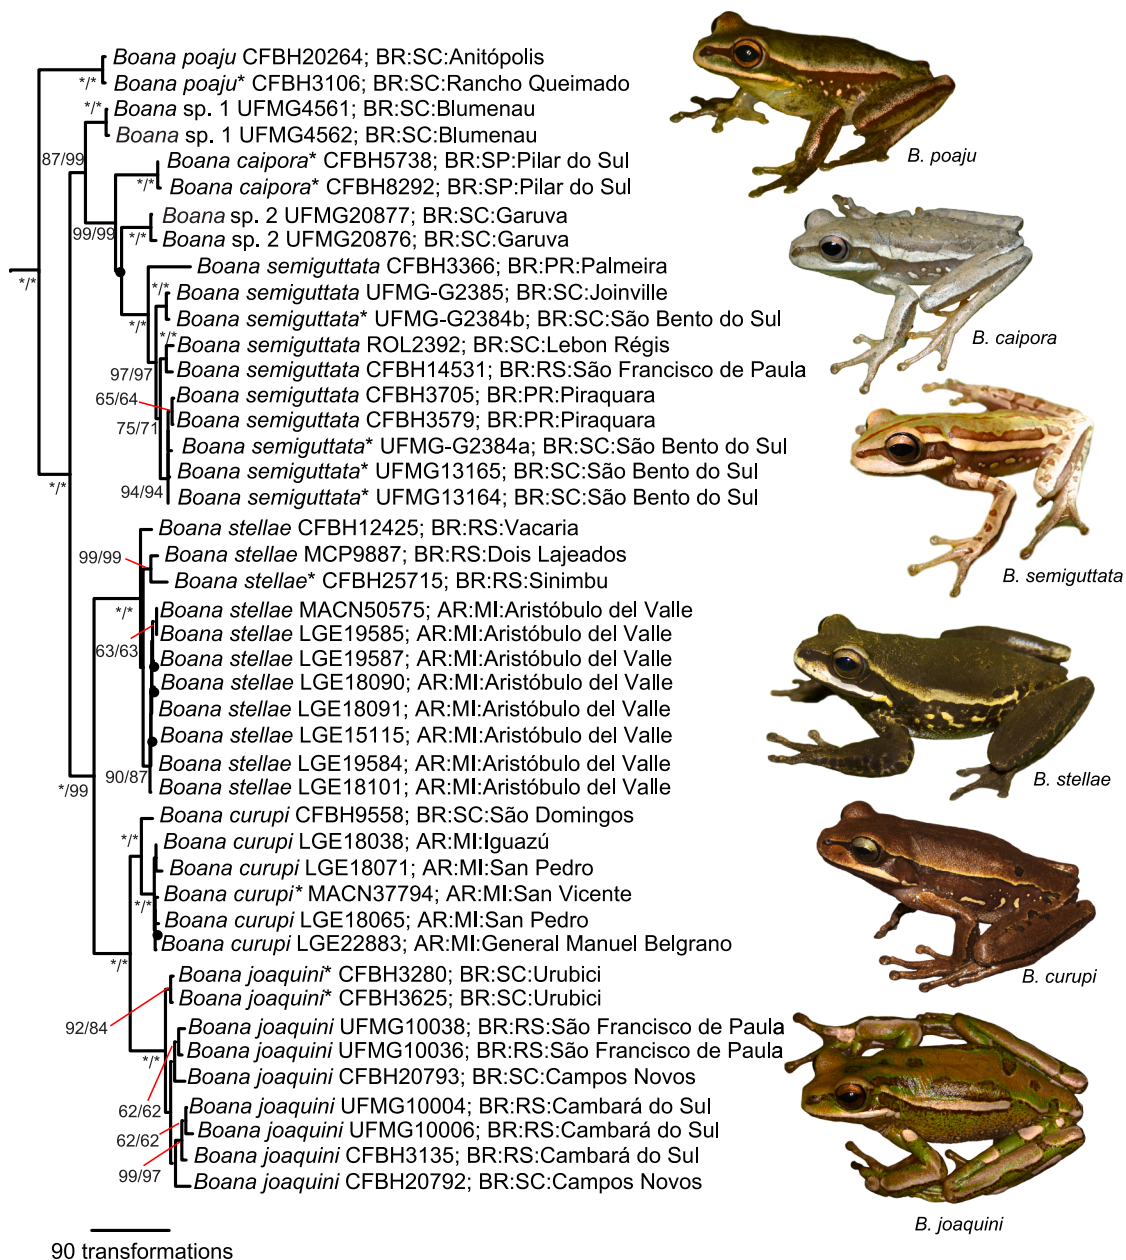 Boana poaju CFBH20264; BR:SC:Anitópolis
Boana poaju* CFBH3106; BR:SC:Rancho Queimado
*/*
*/*
Boana sp. 1 UFMG4561; BR:SC:Blumenau
Boana sp. 1 UFMG4562; BR:SC:Blumenau
B. poaju
87/99
Boana caipora* CFBH5738; BR:SP:Pilar do Sul
*/*
Boana caipora* CFBH8292; BR:SP:Pilar do Sul
Boana sp. 2 UFMG20877; BR:SC:Garuva
99/99
*/*
Boana sp. 2 UFMG20876; BR:SC:Garuva
Boana semiguttata CFBH3366; BR:PR:Palmeira
*/*
*/*
Boana semiguttata UFMG-G2385; BR:SC:Joinville
*/*
Boana semiguttata* UFMG-G2384b; BR:SC:São Bento do Sul
*/*
B. caipora
Boana semiguttata ROL2392; BR:SC:Lebon Régis
97/97
Boana semiguttata CFBH14531; BR:RS:São Francisco de Paula
65/64
Boana semiguttata CFBH3705; BR:PR:Piraquara
Boana semiguttata CFBH3579; BR:PR:Piraquara
75/71
Boana semiguttata* UFMG-G2384a; BR:SC:São Bento do Sul
Boana semiguttata* UFMG13165; BR:SC:São Bento do Sul
*/*
94/94
Boana semiguttata* UFMG13164; BR:SC:São Bento do Sul
Boana stellae CFBH12425; BR:RS:Vacaria
99/99
Boana stellae MCP9887; BR:RS:Dois Lajeados
Boana stellae* CFBH25715; BR:RS:Sinimbu
B. semiguttata
*/*
Boana stellae MACN50575; AR:MI:Aristóbulo del Valle
Boana stellae LGE19585; AR:MI:Aristóbulo del Valle
63/63
Boana stellae LGE19587; AR:MI:Aristóbulo del Valle
Boana stellae LGE18090; AR:MI:Aristóbulo del Valle
Boana stellae LGE18091; AR:MI:Aristóbulo del Valle
Boana stellae LGE15115; AR:MI:Aristóbulo del Valle
Boana stellae LGE19584; AR:MI:Aristóbulo del Valle
90/87
Boana stellae LGE18101; AR:MI:Aristóbulo del Valle
B. stellae
*/99
Boana curupi CFBH9558; BR:SC:São Domingos
*/*
Boana curupi LGE18038; AR:MI:Iguazú
Boana curupi LGE18071; AR:MI:San Pedro
Boana curupi* MACN37794; AR:MI:San Vicente
*/*
Boana curupi LGE18065; AR:MI:San Pedro
Boana curupi LGE22883; AR:MI:General Manuel Belgrano
*/*
Boana joaquini* CFBH3280; BR:SC:Urubici
B. curupi
Boana joaquini* CFBH3625; BR:SC:Urubici
92/84
Boana joaquini UFMG10038; BR:RS:São Francisco de Paula
Boana joaquini UFMG10036; BR:RS:São Francisco de Paula
*/*
Boana joaquini CFBH20793; BR:SC:Campos Novos
62/62
Boana joaquini UFMG10004; BR:RS:Cambará do Sul
Boana joaquini UFMG10006; BR:RS:Cambará do Sul
62/62
Boana joaquini CFBH3135; BR:RS:Cambará do Sul
99/97
Boana joaquini CFBH20792; BR:SC:Campos Novos
B. joaquini
90 transformations